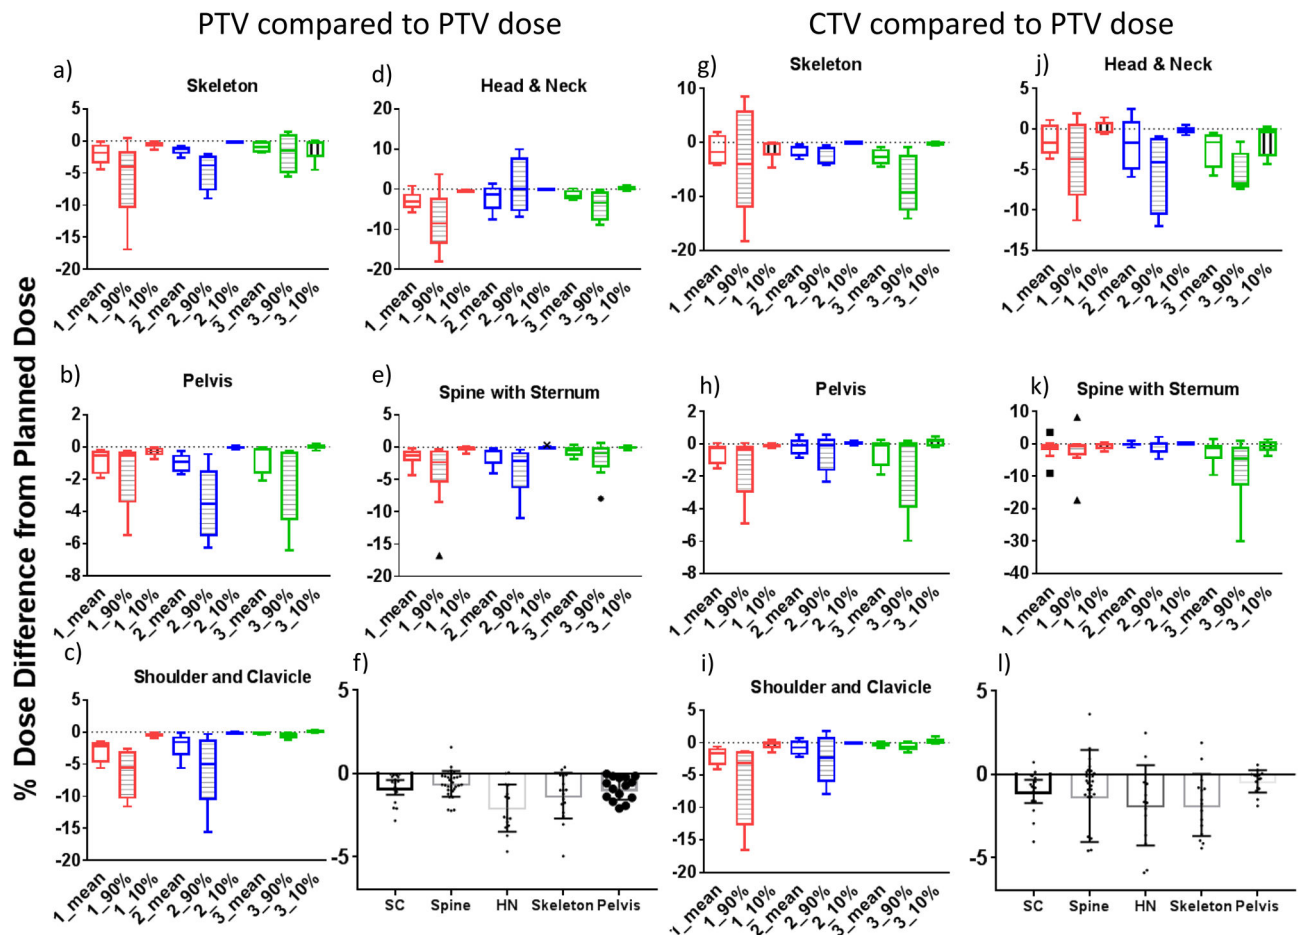 PTV compared to PTV dose
CTV compared to PTV dose
% Dose Difference from Planned Dose
a)
Skeleton
5
0
-5
-10
-15
-20
1_mean
1_90%
1_10%
2_mean
2_90%
2_10%
3_mean
3_90%
3_10%
d)
Head & Neck
20
10
0
-10
-20
1_mean
1_90%
1_10%
2_mean
2_90%
2_10%
3_mean
3_90%
3_10%
g)
Skeleton
10
0
-10
-20
1_mean
1_90%
1_10%
2_mean
2_90%
2_10%
3_mean
3_90%
3_10%
j)
Head & Neck
5
0
-5
-10
-15
1_mean
1_90%
1_10%
2_mean
2_90%
2_10%
3_mean
3_90%
3_10%
b)
Pelvis
2
0
-2
-4
-6
-8
1_mean
1_90%
1_10%
2_mean
2_90%
2_10%
3_mean
3_90%
3_10%
e)
Spine with Sternum
5
0
-5
-10
-15
-20
1_mean
1_90%
1_10%
2_mean
2_90%
2_10%
3_mean
3_90%
3_10%
h)
Pelvis
2
0
-2
-4
-6
-8
1_mean
1_90%
1_10%
2_mean
2_90%
2_10%
3_mean
3_90%
3_10%
k)
Spine with Sternum
10
0
-10
-20
-30
-40
1_mean
1_90%
1_10%
2_mean
2_90%
2_10%
3_mean
3_90%
3_10%
c)
Shoulder and Clavicle
5
0
-5
-10
-15
-20
1_mean
1_90%
1_10%
2_mean
2_90%
2_10%
3_mean
3_90%
3_10%
f)
5
0
-5
SC Spine HN Skeleton Pelvis
i)
Shoulder and Clavicle
5
0
-5
-10
-15
-20
1_mean
1_90%
1_10%
2_mean
2_90%
2_10%
3_mean
3_90%
3_10%
l)
5
0
-5
SC Spine HN Skeleton Pelvis